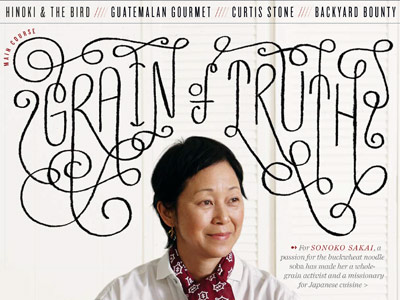 HINOKI & THE BIRD //// GUATEMALAN GOURMET //// CURTIS STONE //// BACKYARD BOUNTY
MAIN COURSE
GRAIN of TRUTH
•• For SONOKO SAKAI, a
passion for the buckwheat noodle
soba has made her a whole-
grain activist and a missionary
for Japanese cuisine >